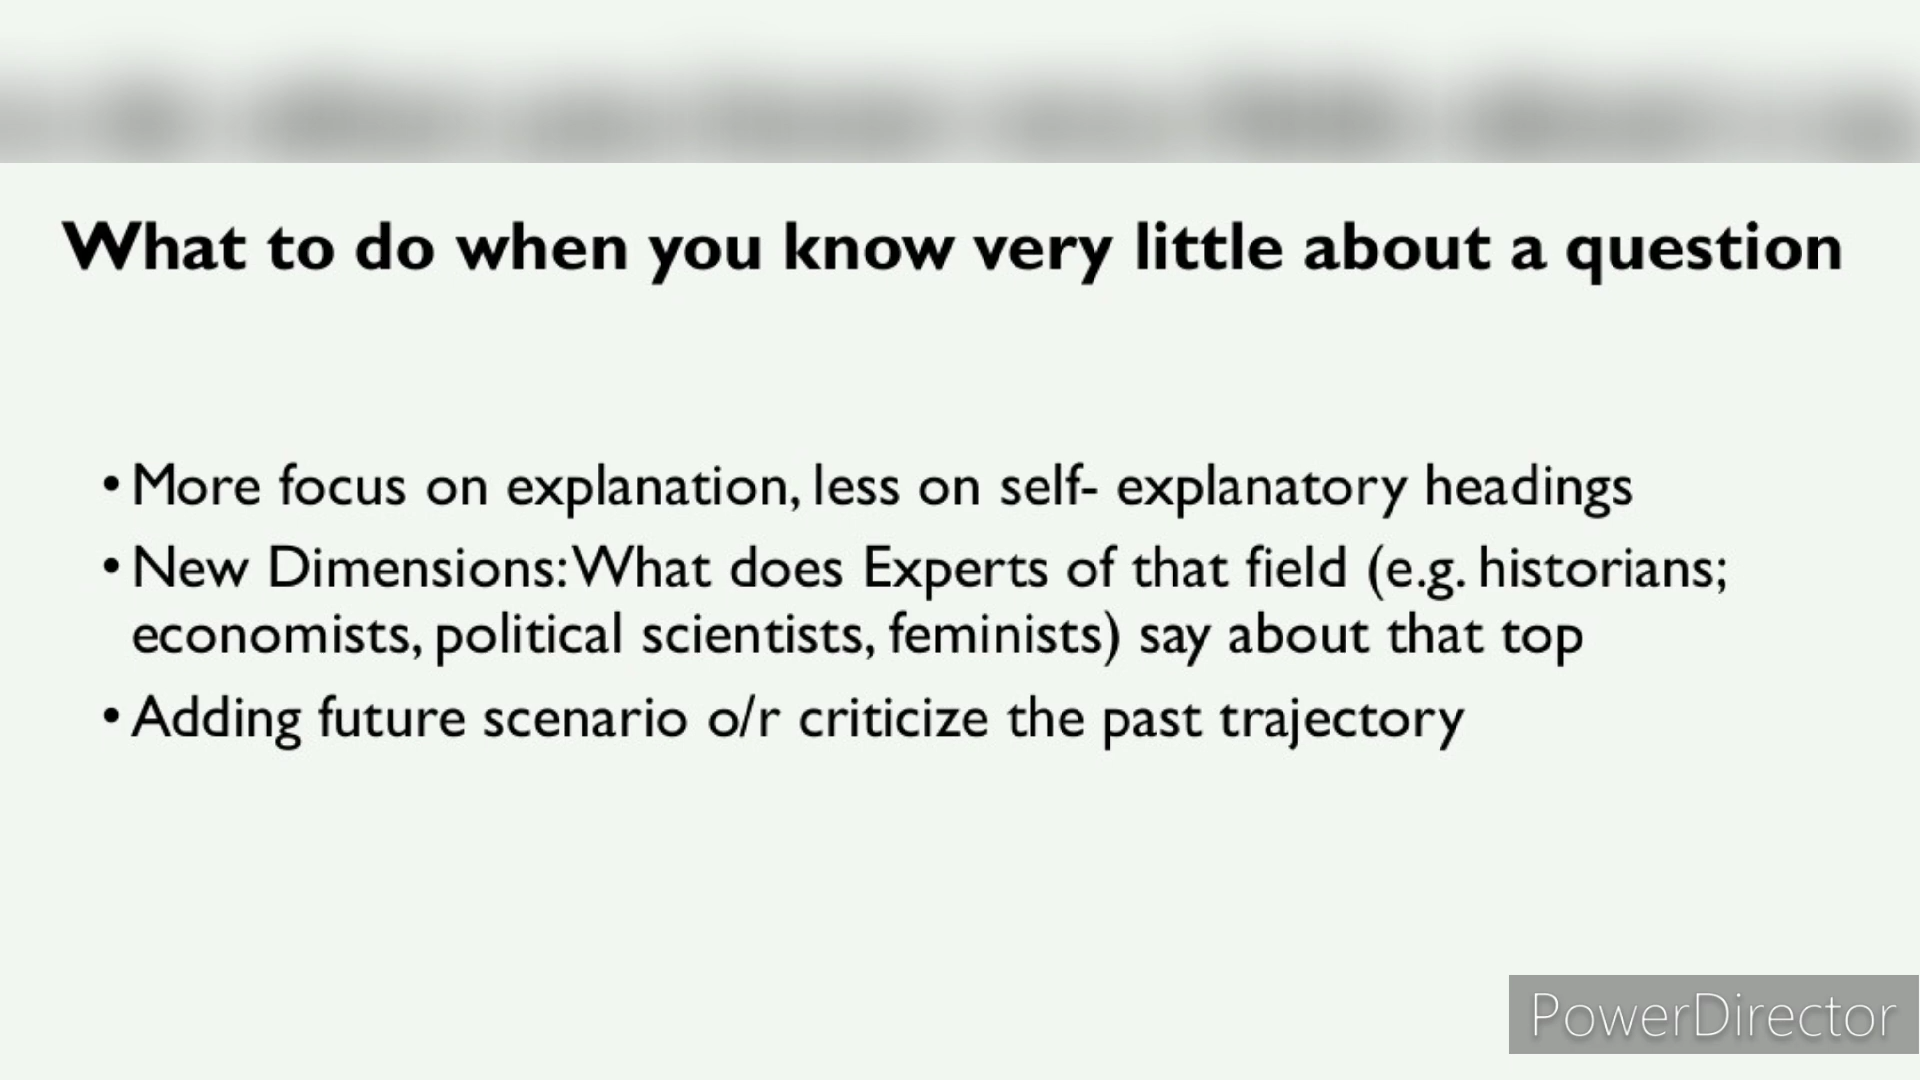 What to do when you know very little about a question
• More focus on explanation, less on self- explanatory headings
• New Dimensions: What does Experts of that field (e.g. historians;
economists, political scientists, feminists) say about that top
• Adding future scenario o/r criticize the past trajectory
PowerDirector